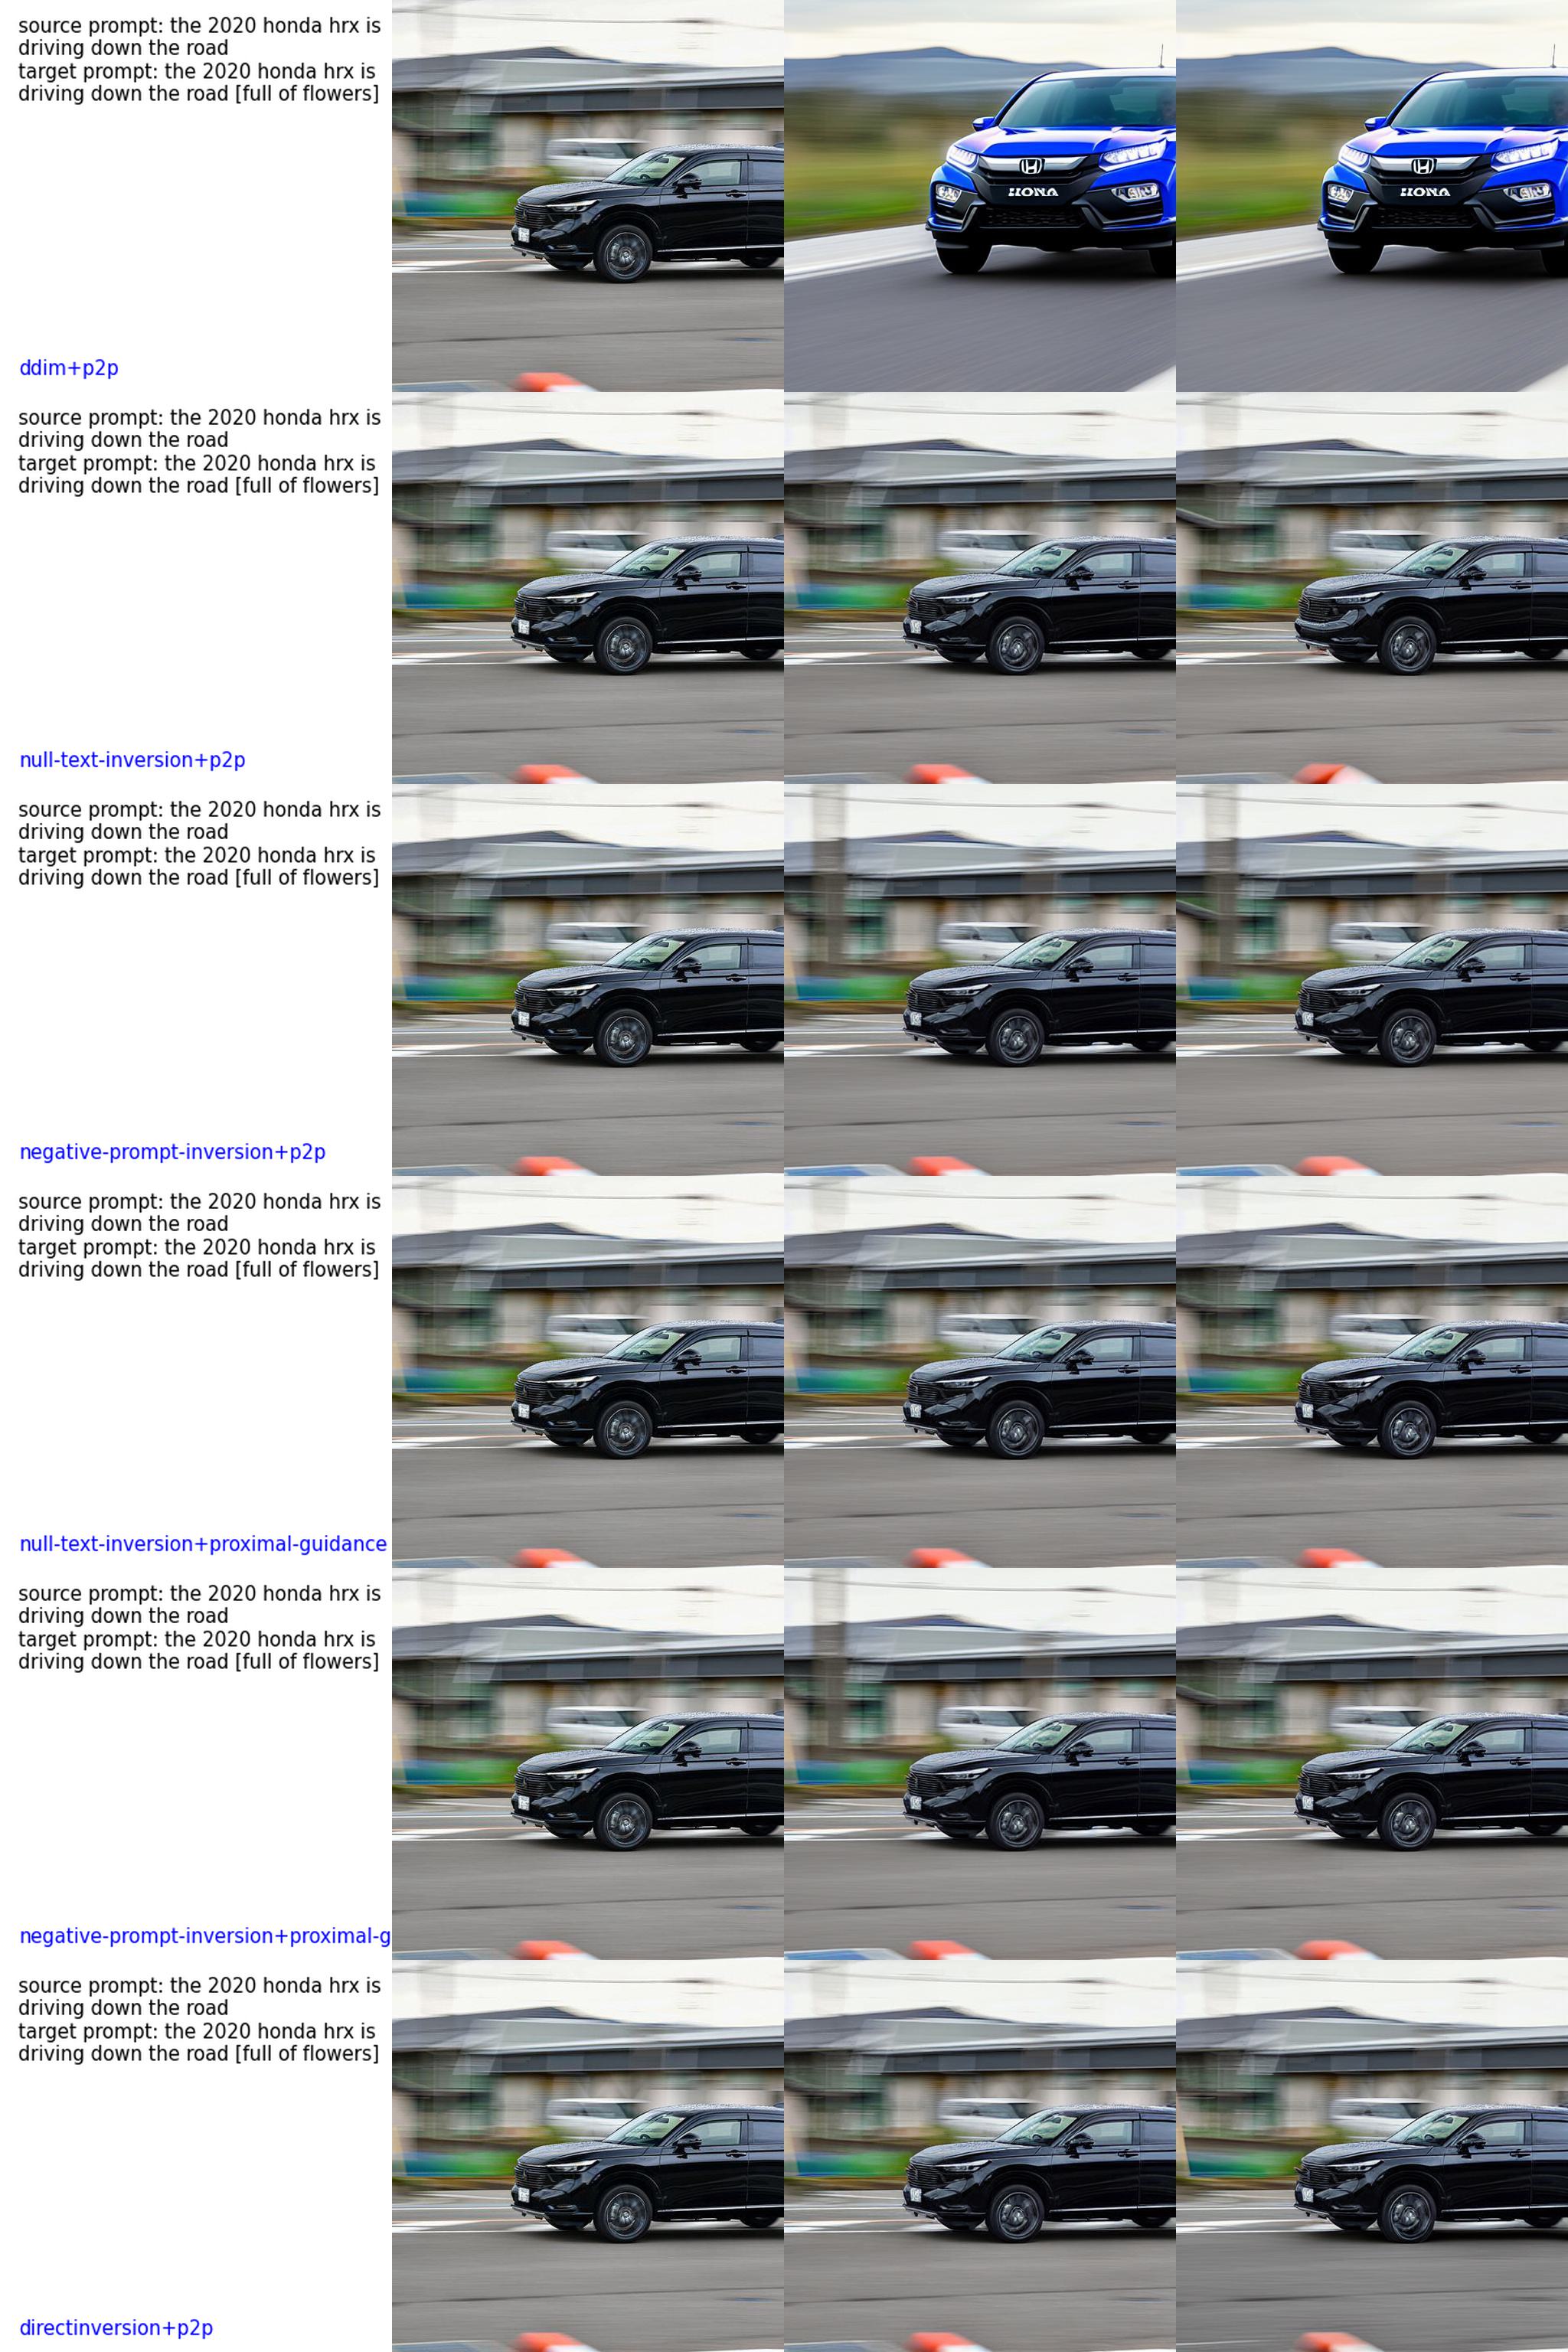 source prompt: the 2020 honda hrx is
driving down the road
target prompt: the 2020 honda hrx is
driving down the road [full of flowers]
HONA
HONA
ddim+p2p
source prompt: the 2020 honda hrx is
driving down the road
target prompt: the 2020 honda hrx is
driving down the road [full of flowers]
null-text-inversion+p2p
source prompt: the 2020 honda hrx is
driving down the road
target prompt: the 2020 honda hrx is
driving down the road [full of flowers]
negative-prompt-inversion+p2p
source prompt: the 2020 honda hrx is
driving down the road
target prompt: the 2020 honda hrx is
driving down the road [full of flowers]
null-text-inversion+proximal-guidance
source prompt: the 2020 honda hrx is
driving down the road
target prompt: the 2020 honda hrx is
driving down the road [full of flowers]
negative-prompt-inversion+proximal-g
source prompt: the 2020 honda hrx is
driving down the road
target prompt: the 2020 honda hrx is
driving down the road [full of flowers]
directinversion+p2p